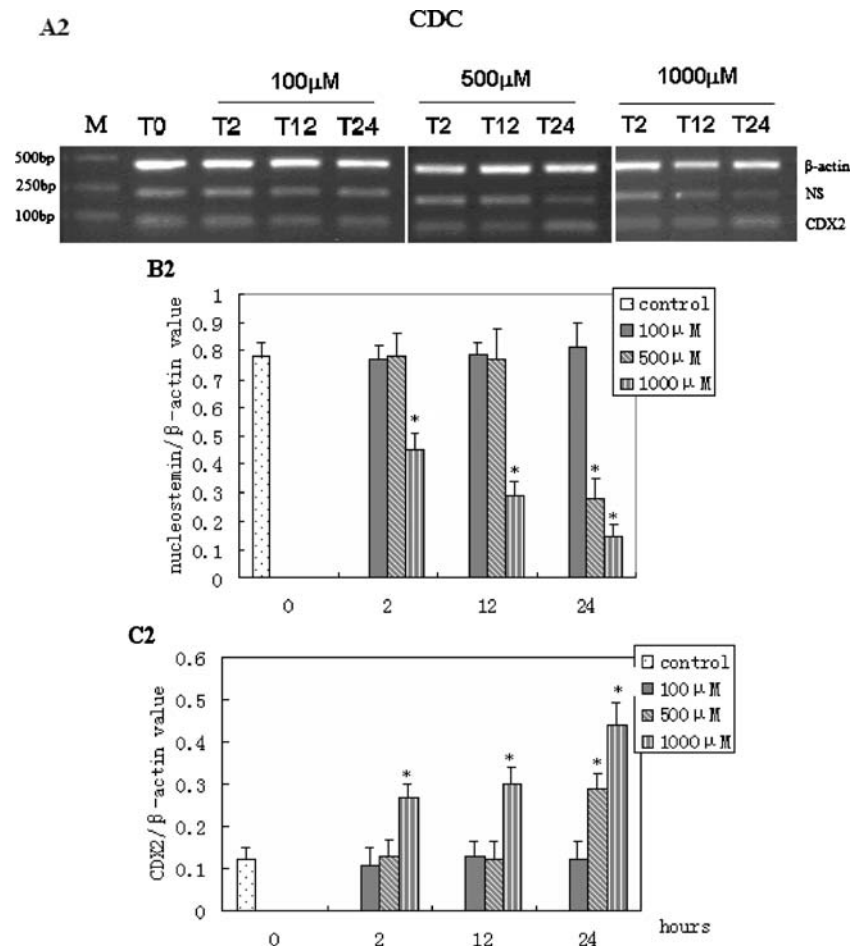 CDC
A2
100μM 500μM 1000μM
M T0 T2 T12 T24 T2 T12 T24 T2 T12 T24
500bp β-actin
250bp NS
100bp CDX2
B2
nucleostemin/β-actin value
1
0.9
0.8
0.7
0.6
0.5
0.4
0.3
0.2
0.1
0
control
100μM
500μM
1000μM
*
*
*
*
0 2 12 24
C2
CDX2/β-actin value
0.6
0.5
0.4
0.3
0.2
0.1
0
control
100μM
500μM
1000μM
*
*
*
*
0 2 12 24 hours